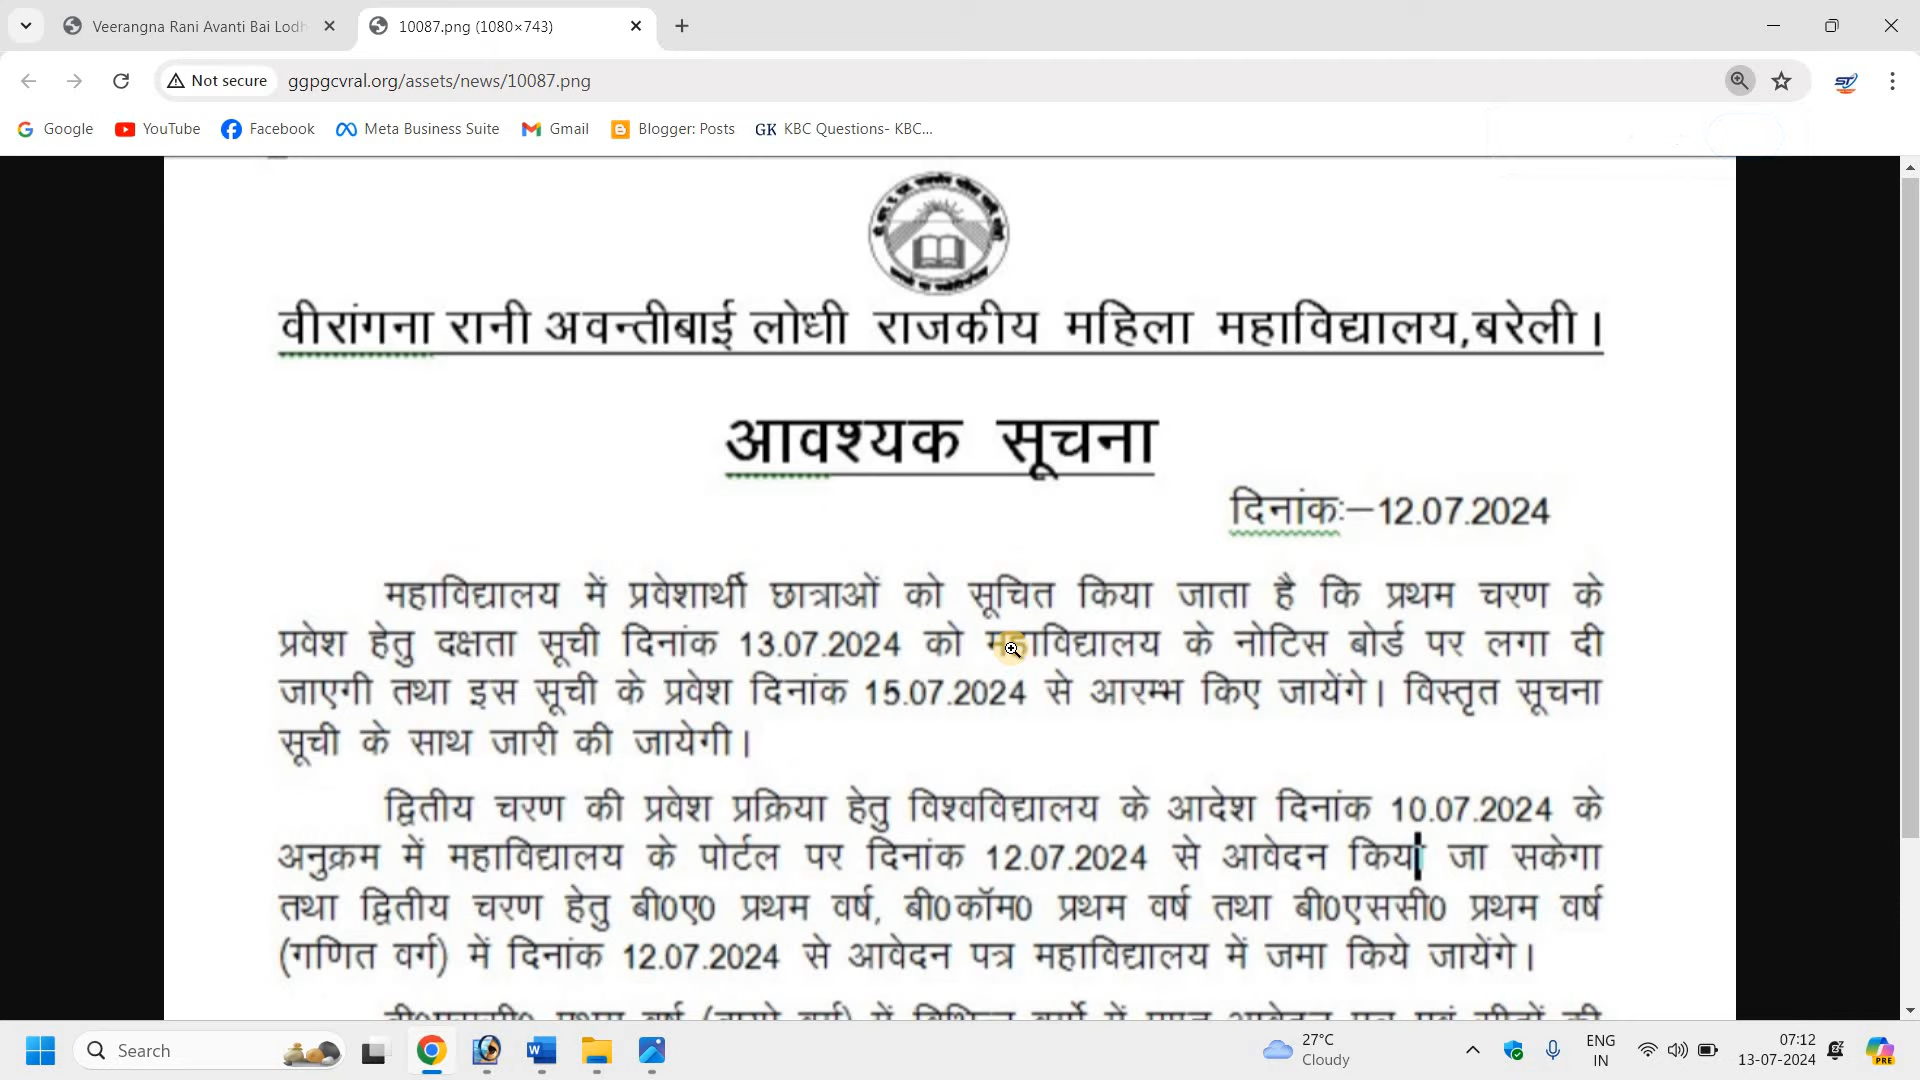 Veerangna Rani Avanti Bai Lodh
10087.png (1080×743)
Not secure
ggpgcvral.org/assets/news/10087.png
Google
YouTube
Facebook
Meta Business Suite
Gmail
Blogger: Posts
GK KBC Questions- KBC...
वीरांगना रानी अवन्तीबाई लोधी राजकीय महिला महाविद्यालय,बरेली।
आवश्यक सूचना
दिनांकः—12.07.2024
महाविद्यालय में प्रवेशार्थी छात्राओं को सूचित किया जाता है कि प्रथम चरण के
प्रवेश हेतु दक्षता सूची दिनांक 13.07.2024 को महाविद्यालय के नोटिस बोर्ड पर लगा दी
जाएगी तथा इस सूची के प्रवेश दिनांक 15.07.2024 से आरम्भ किए जायेंगे। विस्तृत सूचना
सूची के साथ जारी की जायेगी।
द्वितीय चरण की प्रवेश प्रक्रिया हेतु विश्वविद्यालय के आदेश दिनांक 10.07.2024 के
अनुक्रम में महाविद्यालय के पोर्टल पर दिनांक 12.07.2024 से आवेदन किया जा सकेगा
तथा द्वितीय चरण हेतु बी0ए0 प्रथम वर्ष, बी0कॉम0 प्रथम वर्ष तथा बी0एससी0 प्रथम वर्ष
(गणित वर्ग) में दिनांक 12.07.2024 से आवेदन पत्र महाविद्यालय में जमा किये जायेंगे।
Search
27°C
Cloudy
ENG
IN
07:12
13-07-2024
PRE